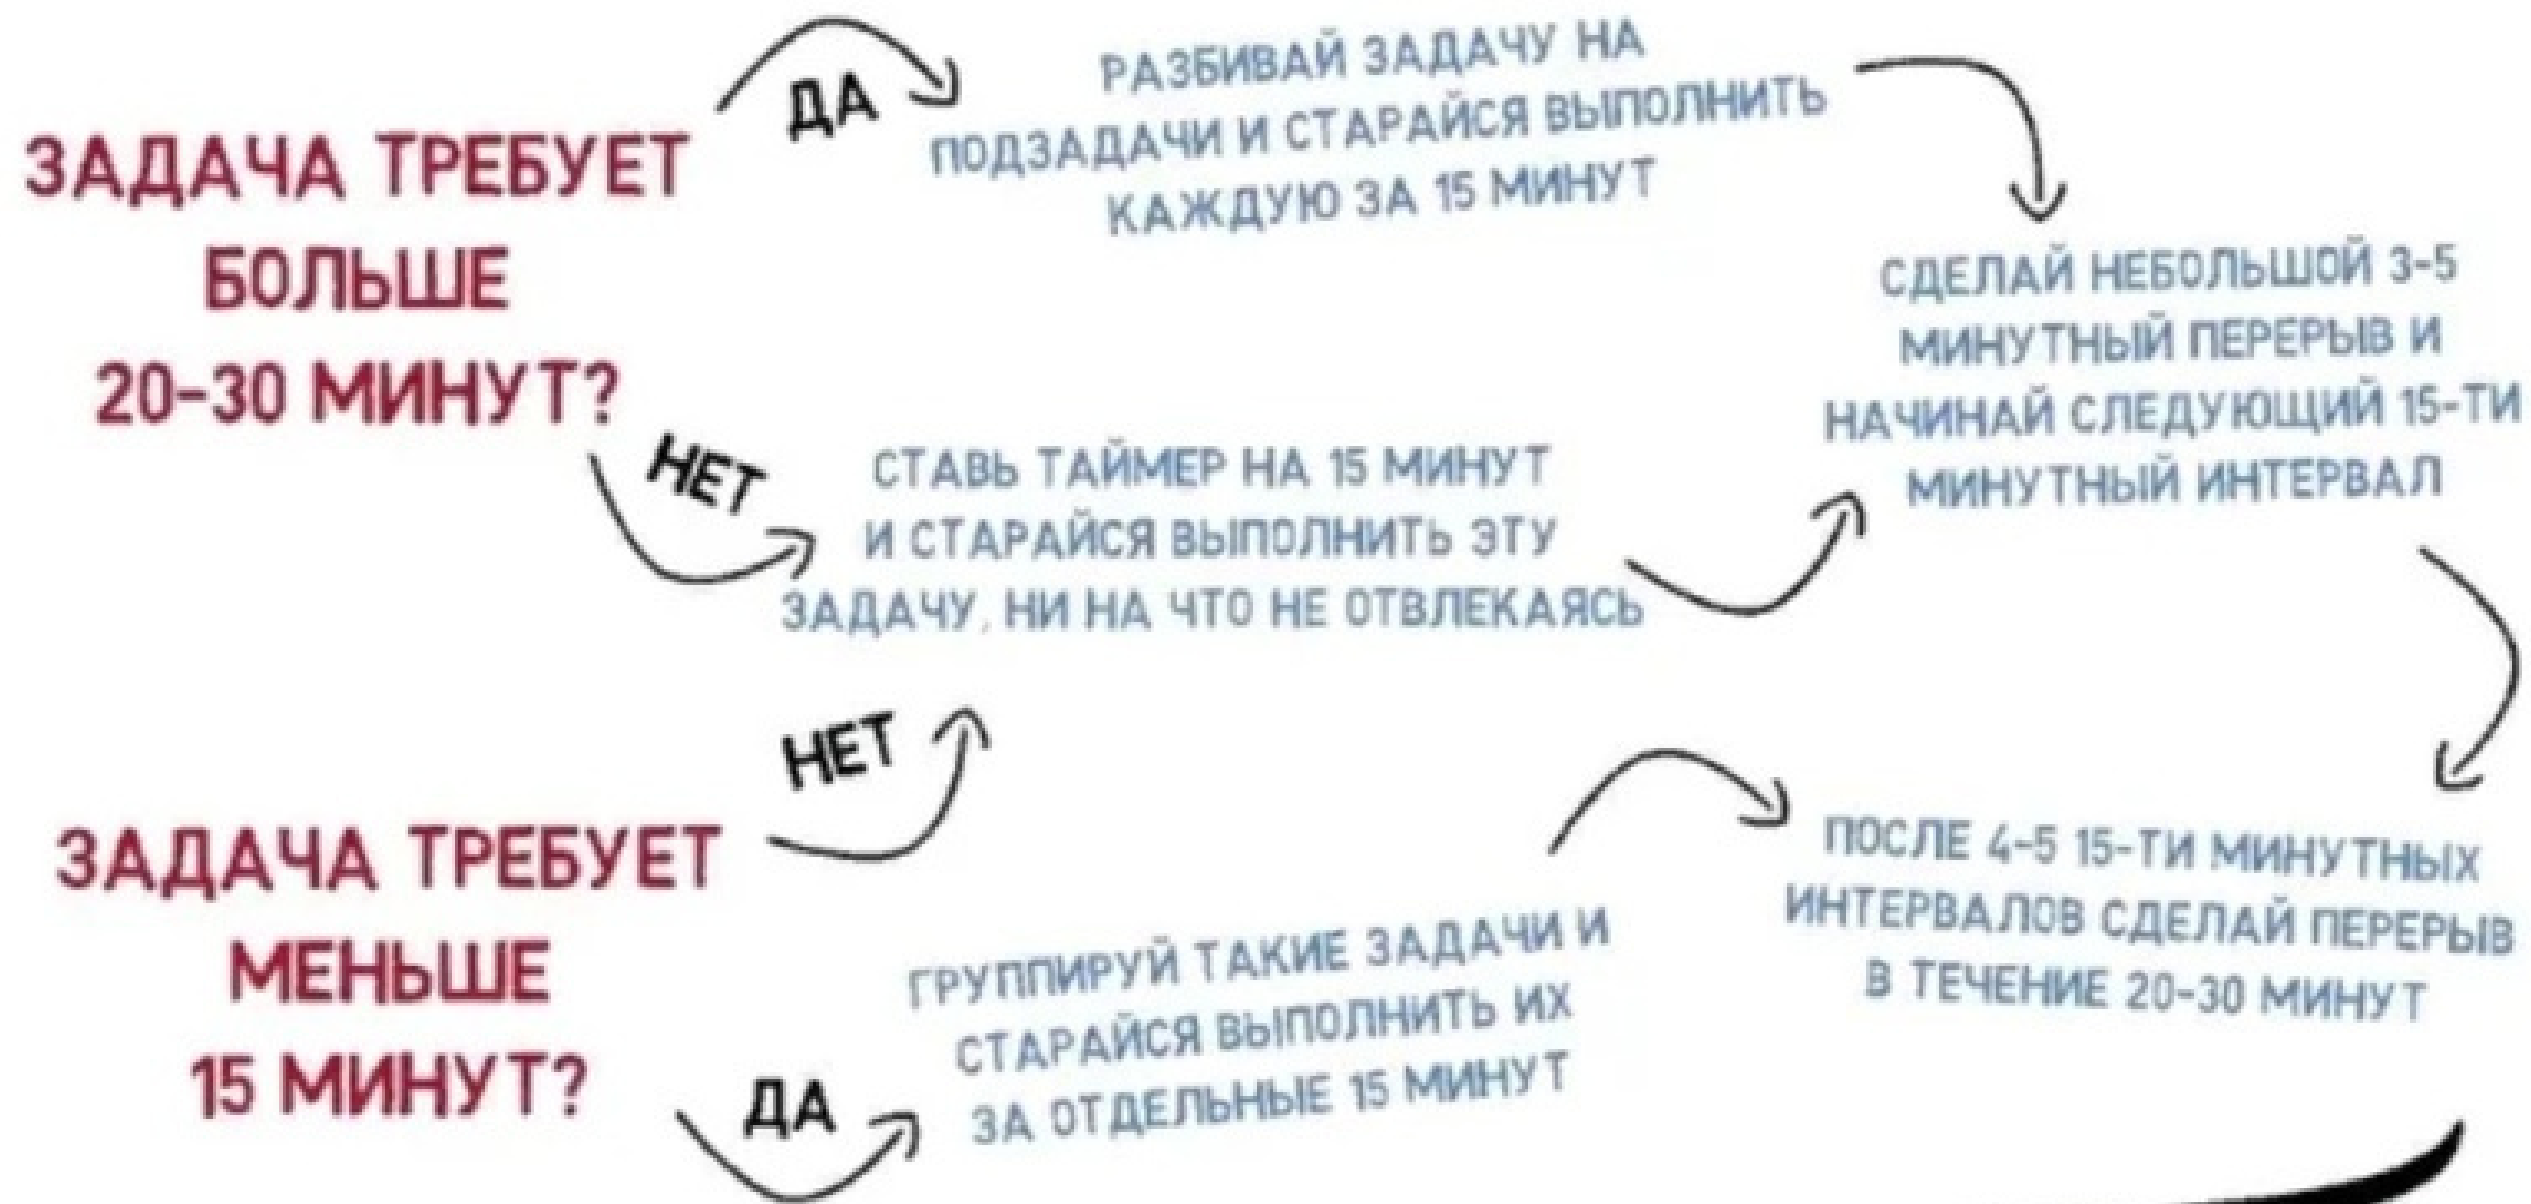 ЗАДАЧА ТРЕБУЕТ
БОЛЬШЕ
20-30 МИНУТ?
ДА
РАЗБИВАЙ ЗАДАЧУ НА
ПОДЗАДАЧИ И СТАРАЙСЯ ВЫПОЛНИТЬ
КАЖДУЮ ЗА 15 МИНУТ
НЕТ
СТАВЬ ТАЙМЕР НА 15 МИНУТ
И СТАРАЙСЯ ВЫПОЛНИТЬ ЭТУ
ЗАДАЧУ, НИ НА ЧТО НЕ ОТВЛЕКАЯСЬ
СДЕЛАЙ НЕБОЛЬШОЙ 3-5
МИНУТНЫЙ ПЕРЕРЫВ И
НАЧИНАЙ СЛЕДУЮЩИЙ 15-ТИ
МИНУТНЫЙ ИНТЕРВАЛ
ЗАДАЧА ТРЕБУЕТ
МЕНЬШЕ
15 МИНУТ?
НЕТ
ДА
ГРУППИРУЙ ТАКИЕ ЗАДАЧИ И
СТАРАЙСЯ ВЫПОЛНИТЬ ИХ
ЗА ОТДЕЛЬНЫЕ 15 МИНУТ
ПОСЛЕ 4-5 15-ТИ МИНУТНЫХ
ИНТЕРВАЛОВ СДЕЛАЙ ПЕРЕРЫВ
В ТЕЧЕНИЕ 20-30 МИНУТ